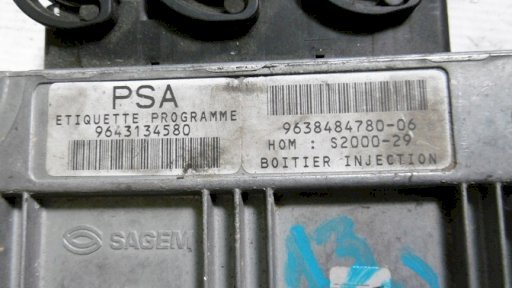 PSA
ETIQUETTE PROGRAMME
9643134580
9638484780-06
HOM : S2000-29
BOITIER INJECTION
SAGEM